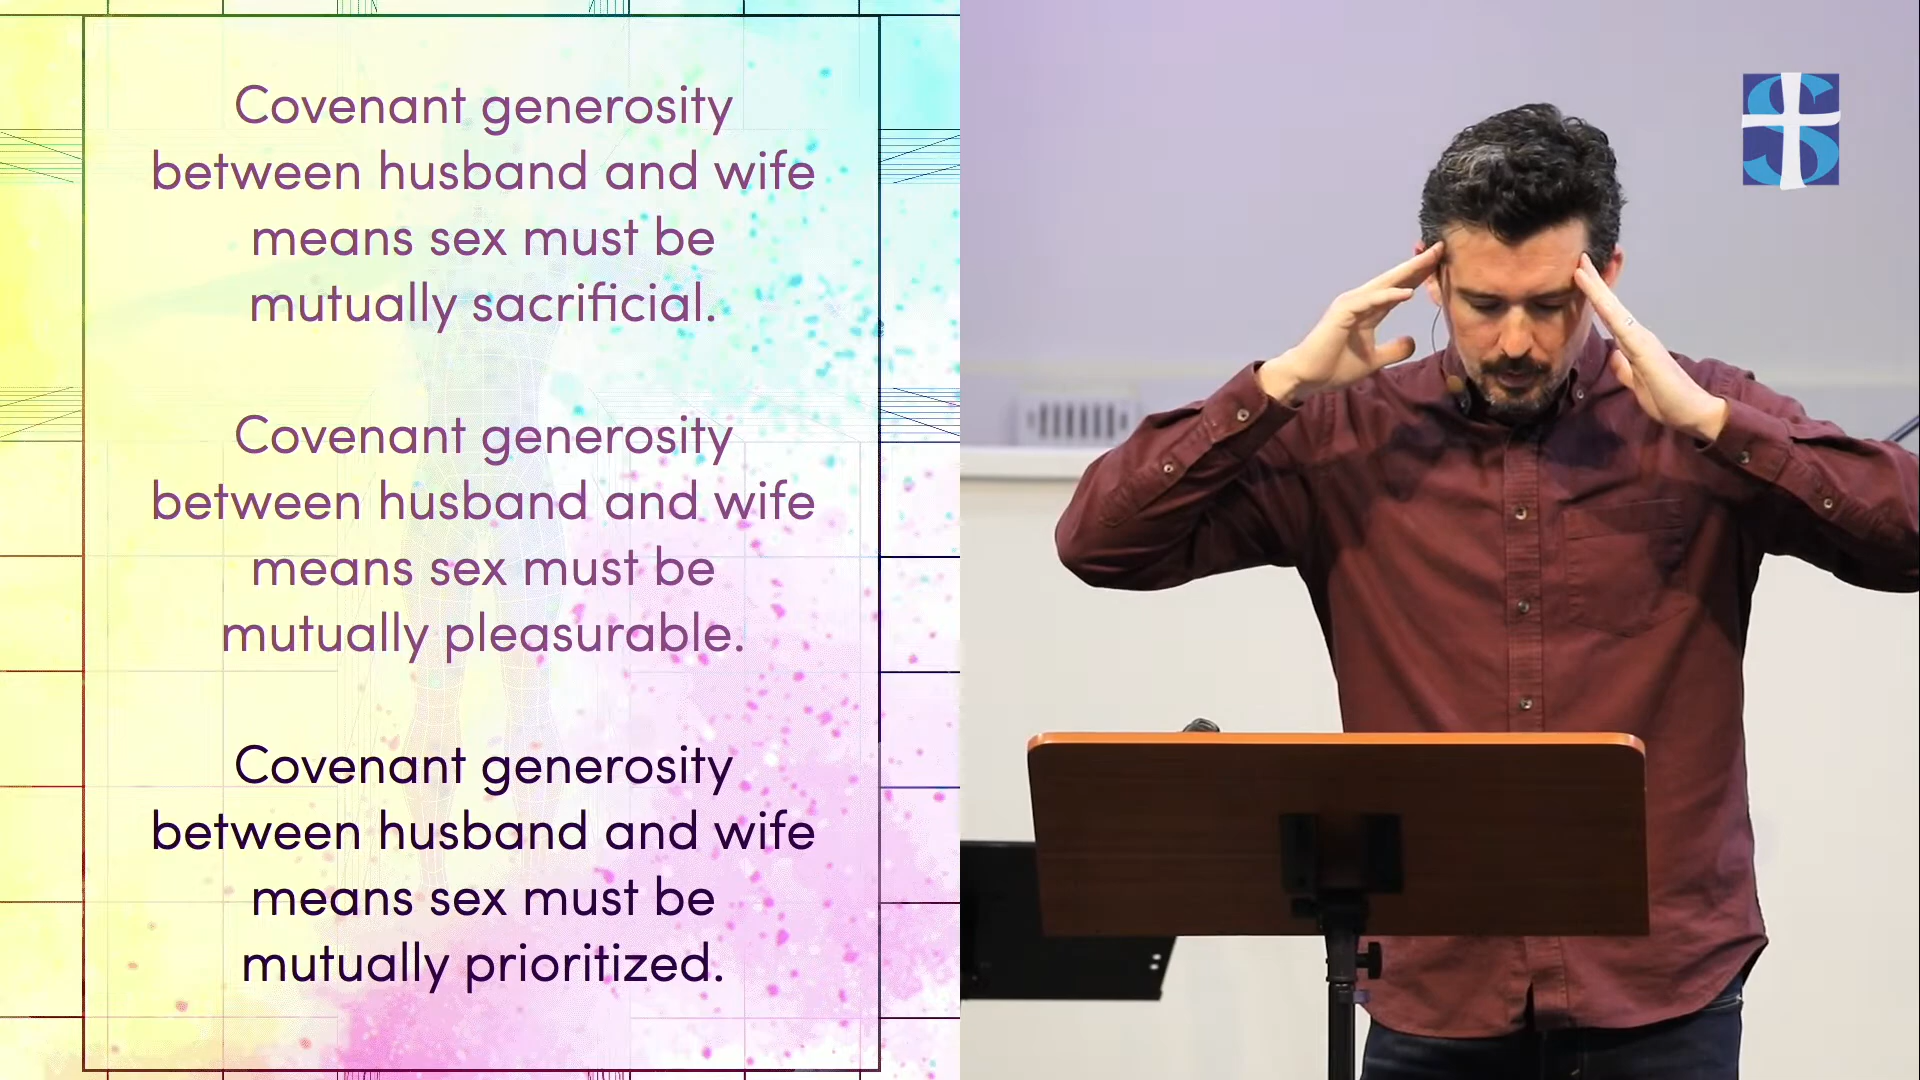 Covenant generosity
between husband and wife
means sex must be
mutually sacrificial.
Covenant generosity
between husband and wife
means sex must be
mutually pleasurable.
Covenant generosity
between husband and wife
means sex must be
mutually prioritized.
S